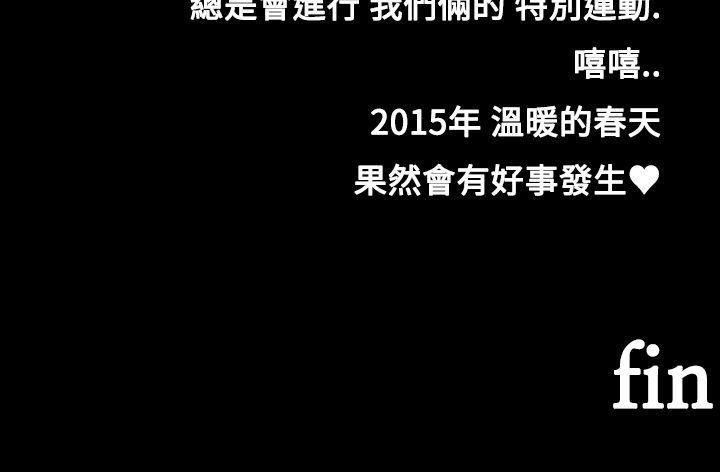 總是會進行 我們倆的 特別運動.
嘻嘻..
2015年 溫暖的春天
果然會有好事發生♥
fin